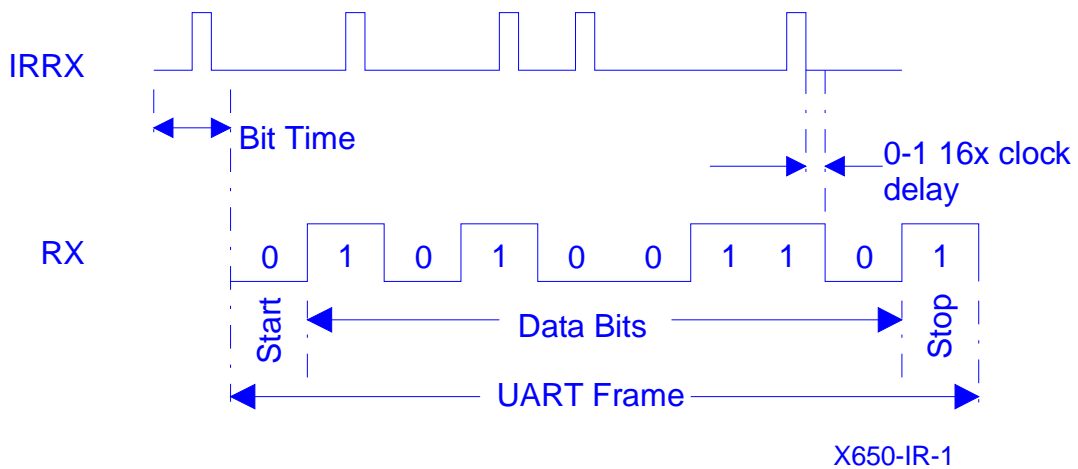 IRRX
Bit Time
0-1 16x clock
delay
RX
0 1 0 1 0 0 1 1 0 1
Start
Data Bits
Stop
UART Frame
X650-IR-1